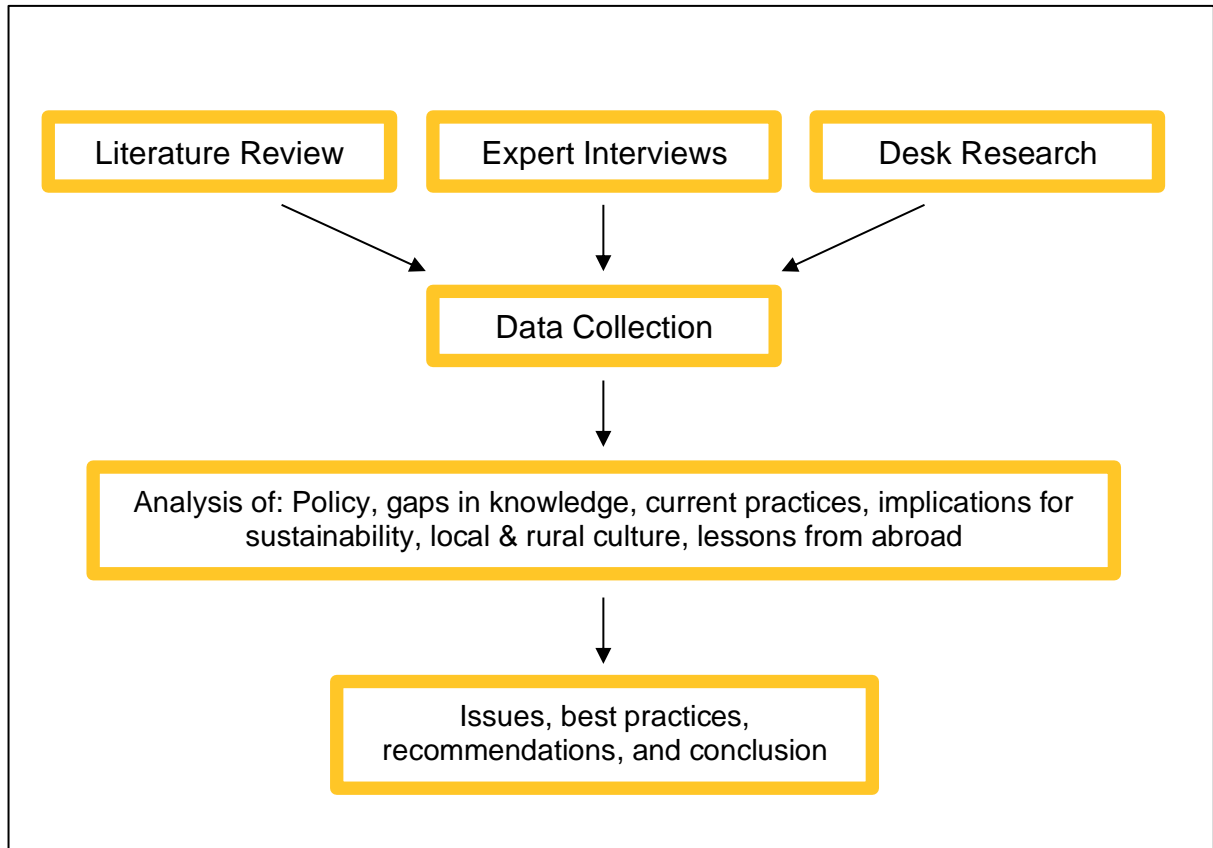 Literature Review
Expert Interviews
Desk Research
Data Collection
Analysis of: Policy, gaps in knowledge, current practices, implications for
sustainability, local & rural culture, lessons from abroad
Issues, best practices,
recommendations, and conclusion